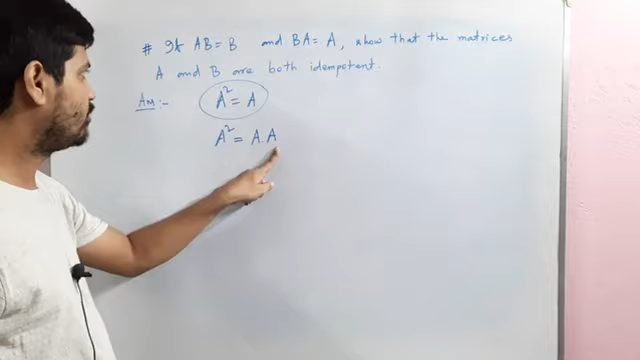 # If AB = B and BA = A, show that the matrices
A and B are both idempotent.
Ans :- A² = A
A² = A.A